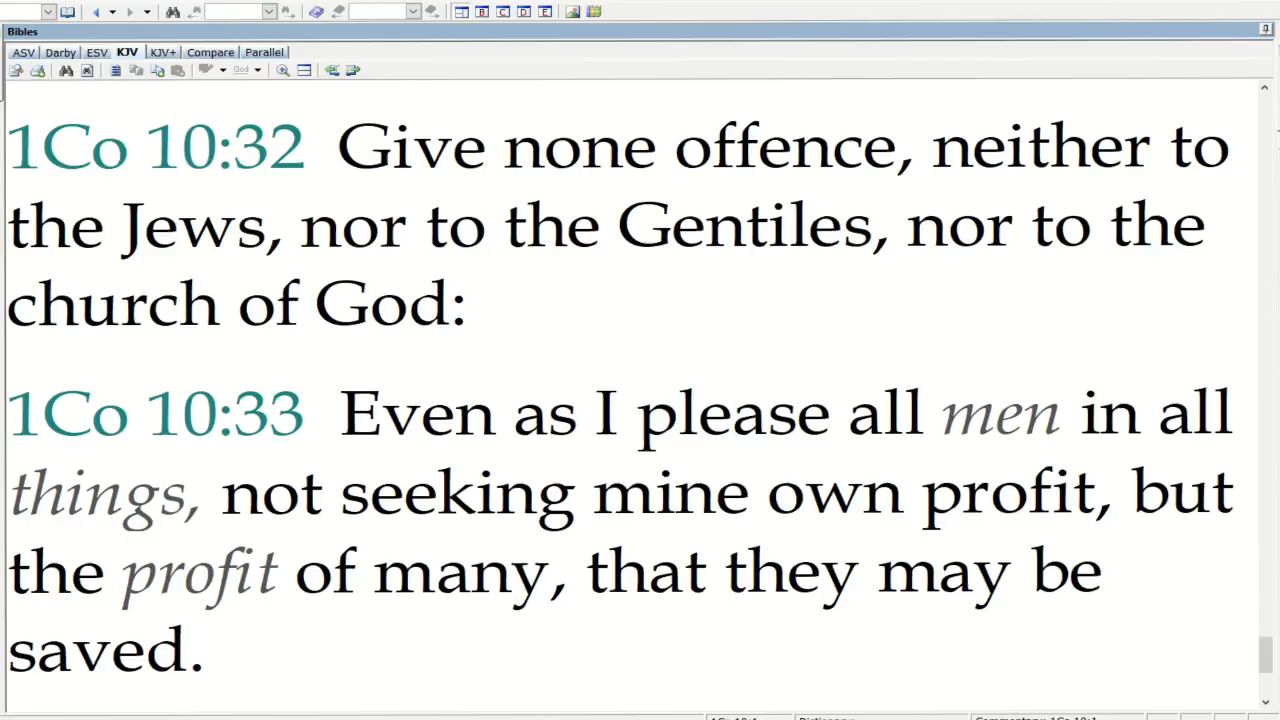 Bibles
ASV Darby ESV KJV KJV+ Compare Parallel
1Co 10:32 Give none offence, neither to
the Jews, nor to the Gentiles, nor to the
church of God:
1Co 10:33 Even as I please all men in all
things, not seeking mine own profit, but
the profit of many, that they may be
saved.